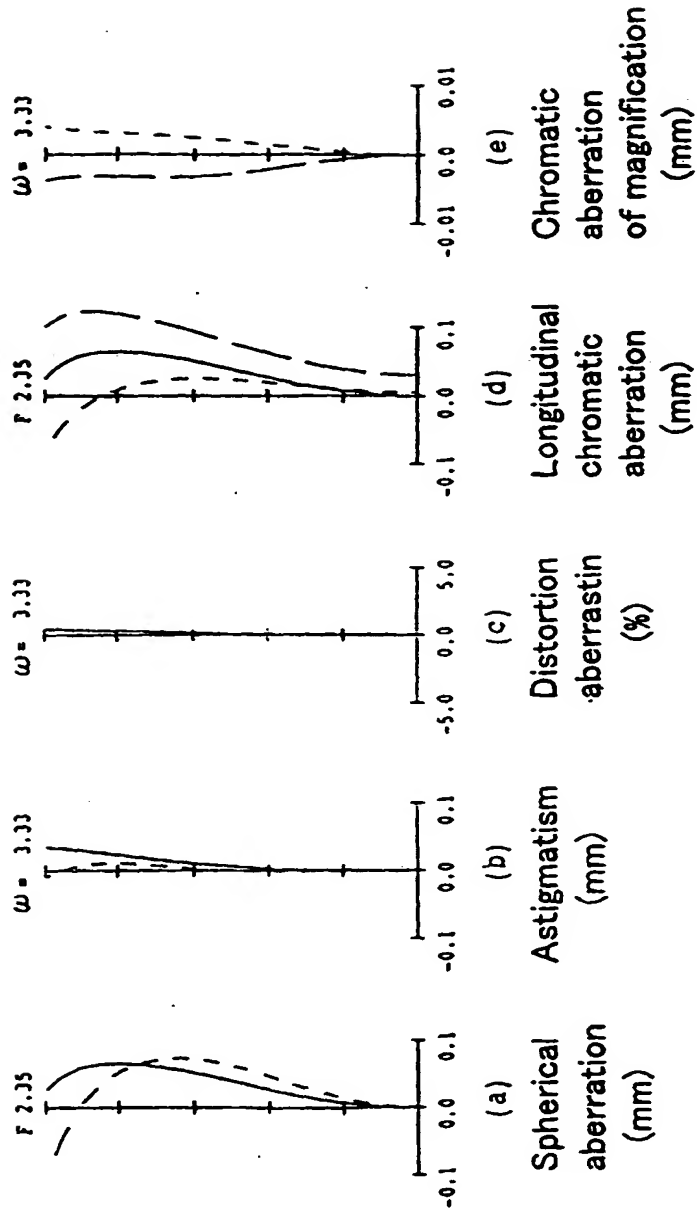 F 2.35
-0.1 0.0 0.1
(a)
Spherical
aberration
(mm)
ω= 3.33
-0.1 0.0 0.1
(b)
Astigmatism
(mm)
ω= 3.33
-5.0 0.0 5.0
(c)
Distortion
aberrastin
(%)
F 2.35
-0.1 0.0 0.1
(d)
Longitudinal
chromatic
aberration
(mm)
ω= 3.33
-0.01 0.0 0.01
(e)
Chromatic
aberration
of magnification
(mm)